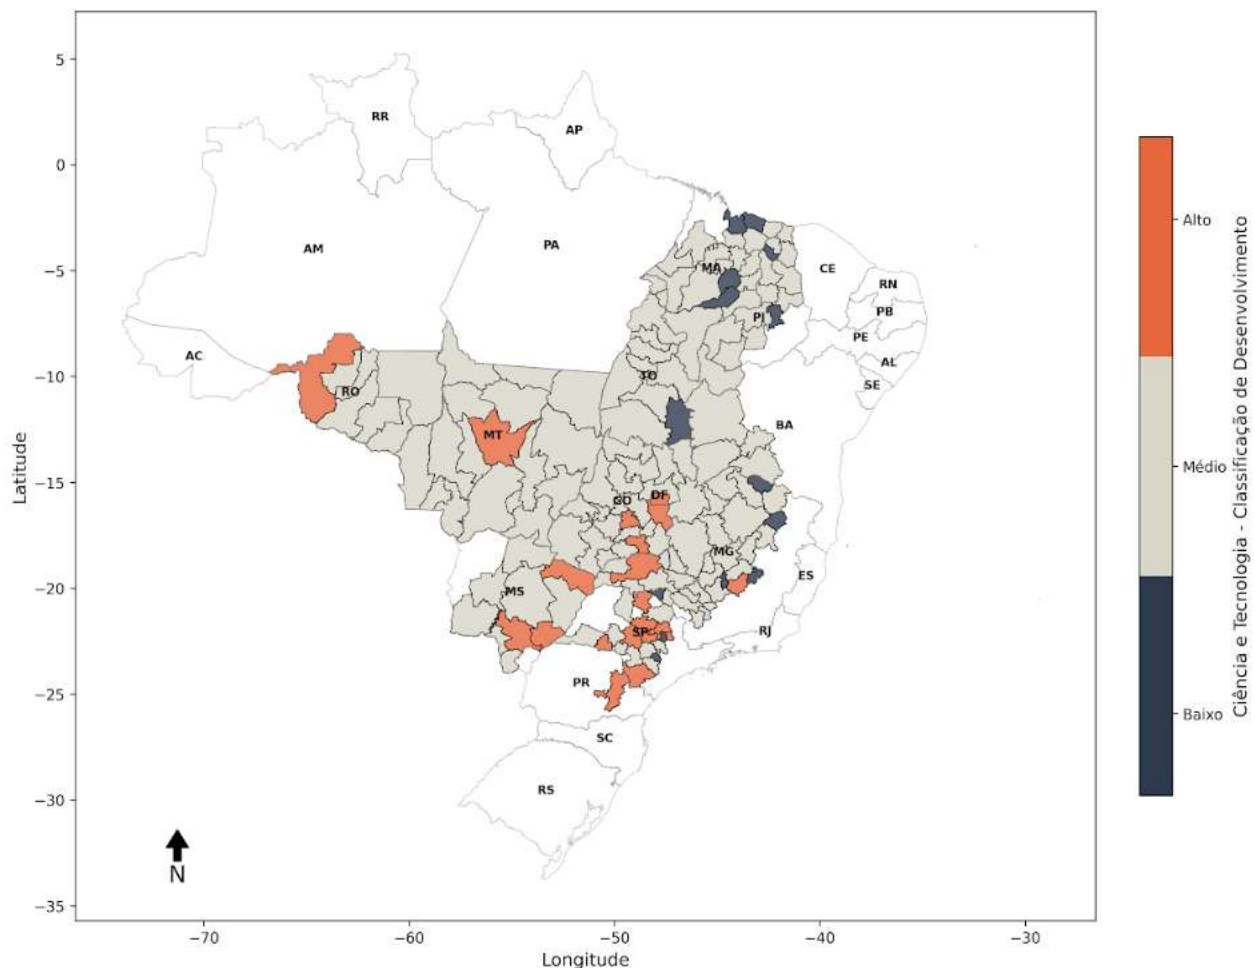 5
0
−5
−10
−15
−20
−25
−30
−35
−70
−60
−50
−40
−30
Latitude
Longitude
RR
AP
AM
PA
MA
CE
RN
PB
PI
PE
AC
AL
TO
SE
RO
BA
MT
GO
DF
MG
ES
MS
SP
RJ
PR
SC
RS
N
Alto
Médio
Baixo
Ciência e Tecnologia - Classificação de Desenvolvimento